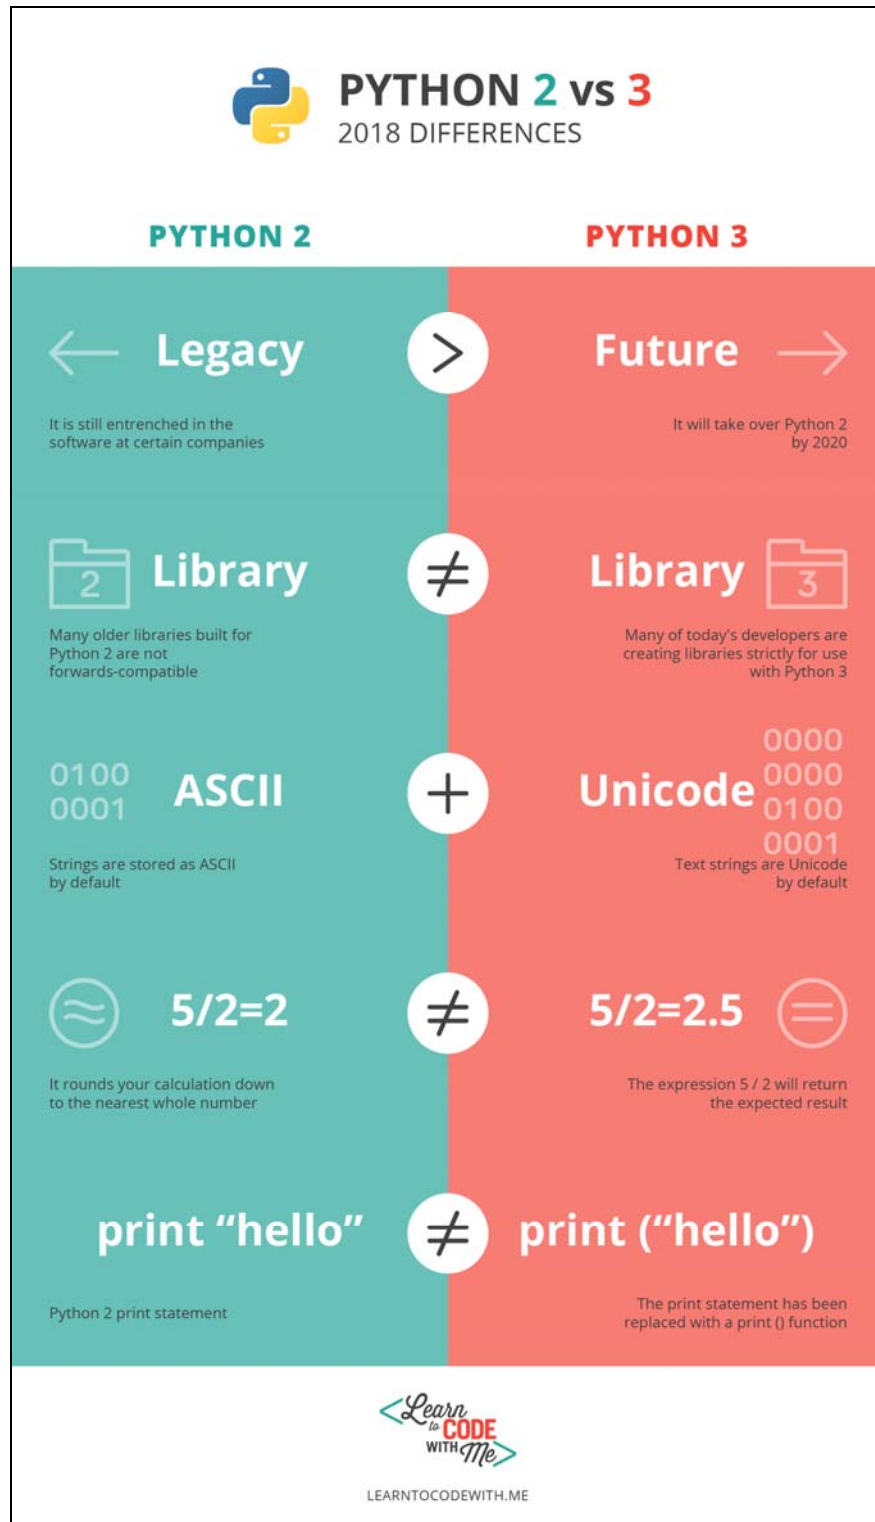 PYTHON 2 vs 3
2018 DIFFERENCES
PYTHON 2
PYTHON 3
Legacy
>
Future
It is still entrenched in the
software at certain companies
It will take over Python 2
by 2020
2
Library
≠
Library
3
Many older libraries built for
Python 2 are not
forwards-compatible
Many of today's developers are
creating libraries strictly for use
with Python 3
0100
0001
ASCII
+
Unicode
0000
0000
0100
0001
Strings are stored as ASCII
by default
Text strings are Unicode
by default
≈
5/2=2
≠
5/2=2.5
=
It rounds your calculation down
to the nearest whole number
The expression 5 / 2 will return
the expected result
print “hello”
≠
print (“hello”)
Python 2 print statement
The print statement has been
replaced with a print () function
<Learn
to CODE
WITH Me>
LEARNTOCODEWITH.ME